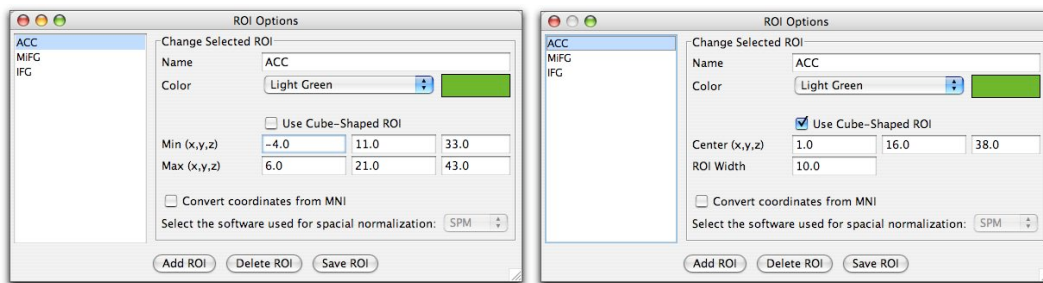 ROI Options
ACC
MiFG
IFG
Change Selected ROI
Name ACC
Color Light Green
Use Cube-Shaped ROI
Min (x,y,z) -4.0 11.0 33.0
Max (x,y,z) 6.0 21.0 43.0
Convert coordinates from MNI
Select the software used for spacial normalization: SPM
Add ROI Delete ROI Save ROI
ROI Options
ACC
MiFG
IFG
Change Selected ROI
Name ACC
Color Light Green
Use Cube-Shaped ROI
Center (x,y,z) 1.0 16.0 38.0
ROI Width 10.0
Convert coordinates from MNI
Select the software used for spacial normalization: SPM
Add ROI Delete ROI Save ROI